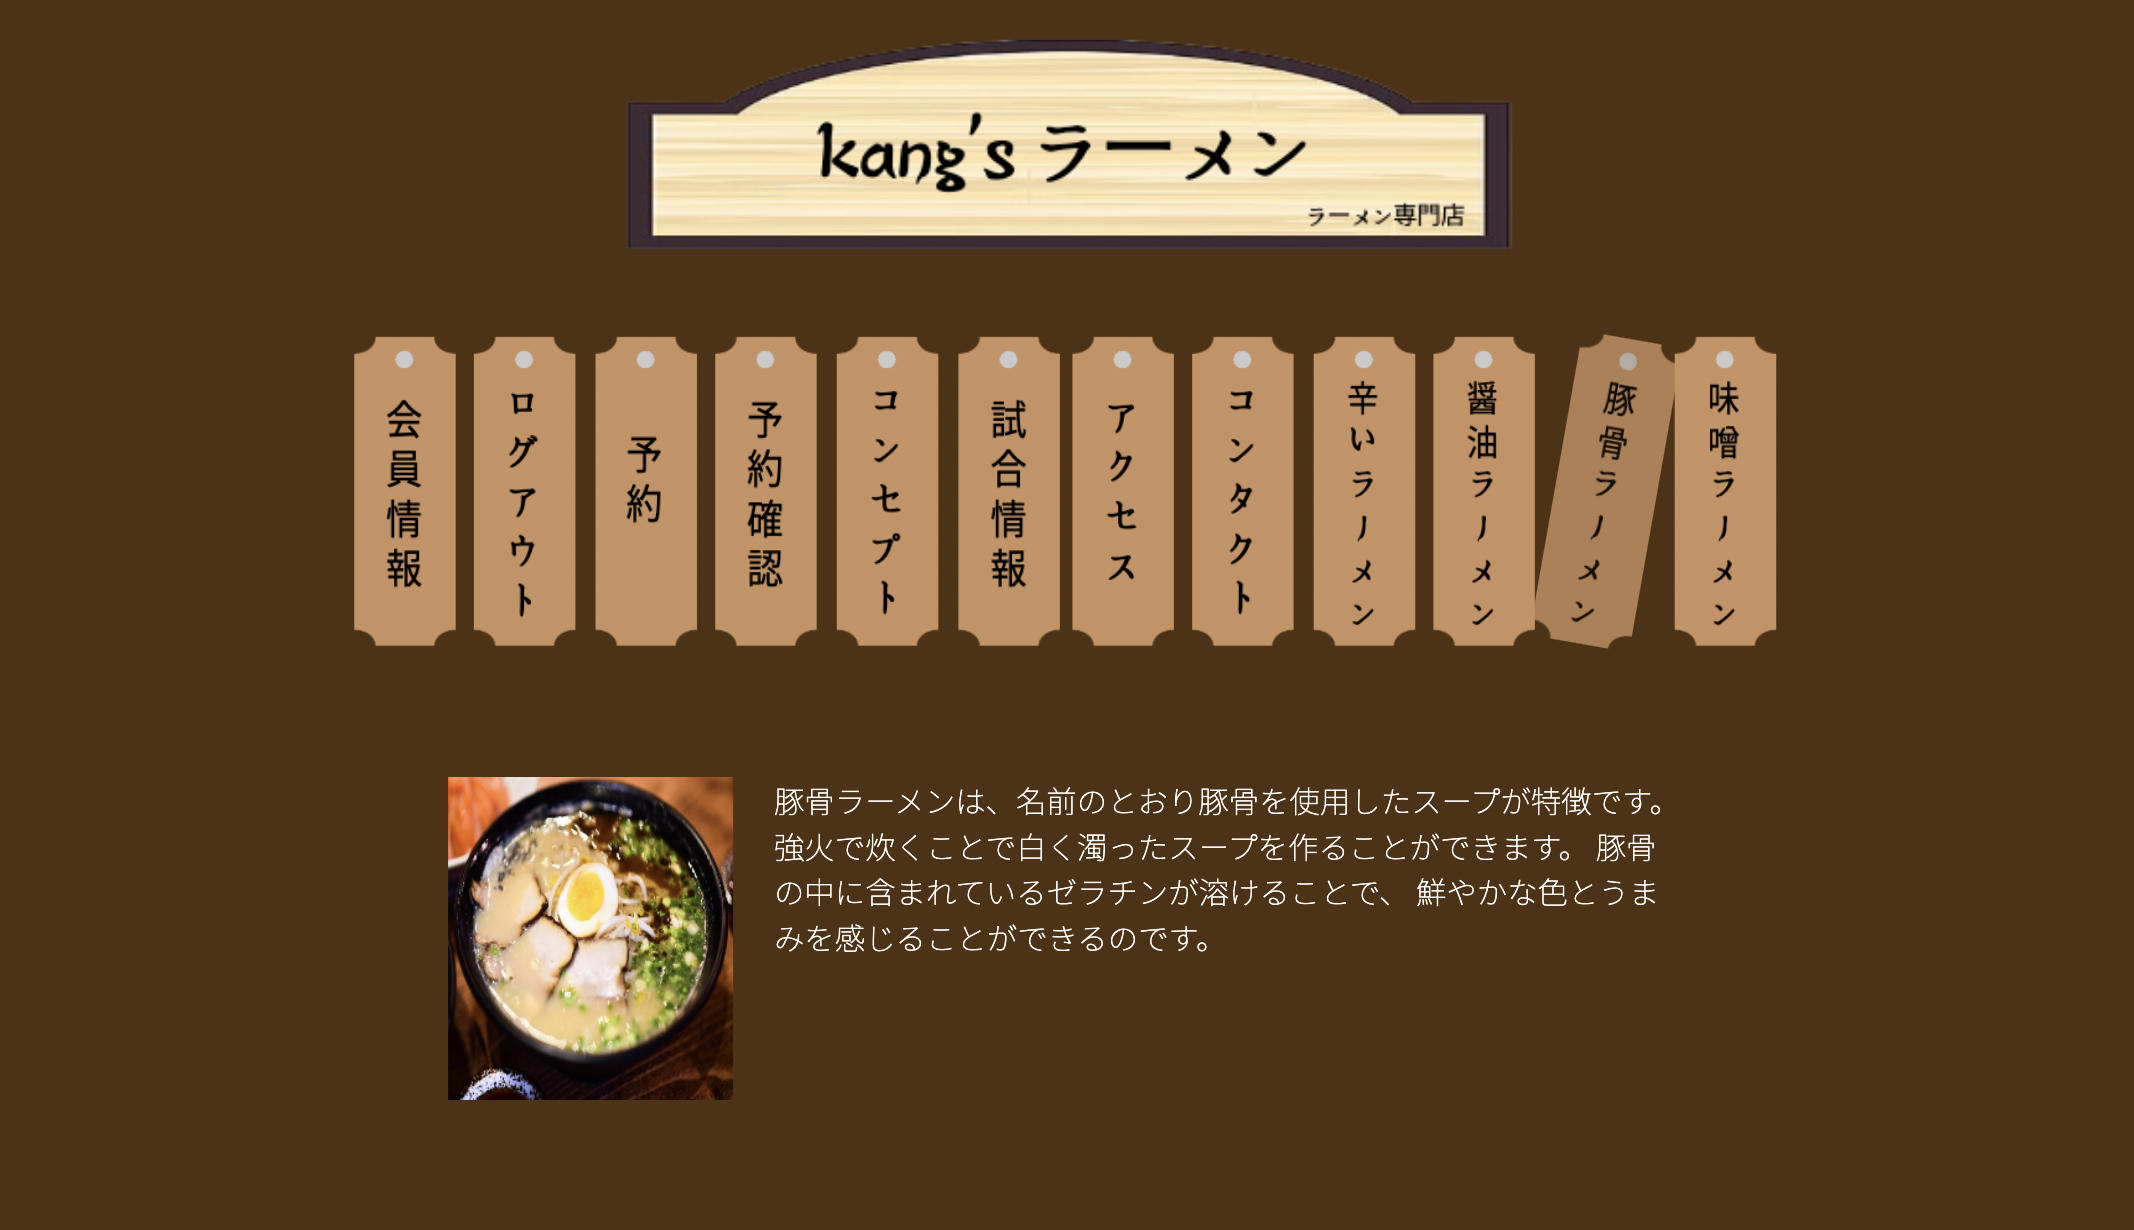 kang's ラーメン
ラーメン専門店
会員情報
ログアウト
予約
予約確認
コンセプト
試合情報
アクセス
コンタクト
辛いラーメン
醤油ラーメン
豚骨ラーメン
味噌ラーメン
豚骨ラーメンは、名前のとおり豚骨を使用したスープが特徴です。
強火で炊くことで白く濁ったスープを作ることができます。 豚骨
の中に含まれているゼラチンが溶けることで、 鮮やかな色とうま
みを感じることができるのです。